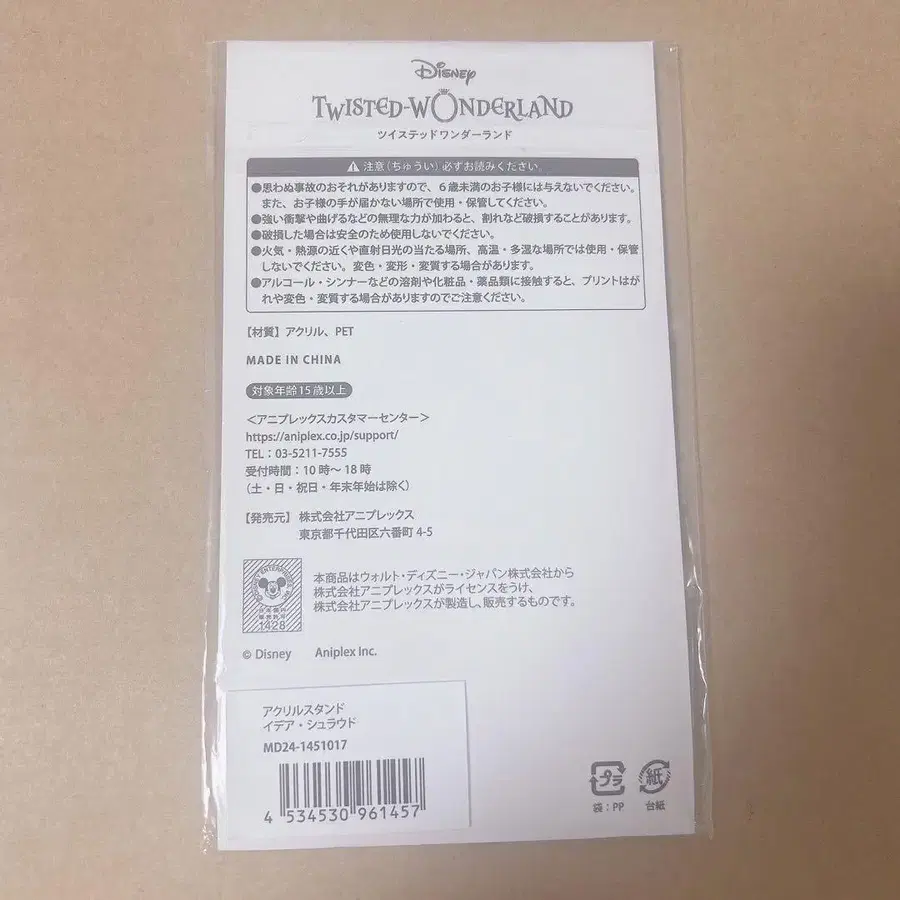 Disney
TWISTED-WONDERLAND
ツイステッドワンダーランド
注意（ちゅうい）必ずお読みください。
●思わぬ事故のおそれがありますので、６歳未満のお子様には与えないでください。
また、お子様の手が届かない場所で使用・保管してください。
●強い衝撃や曲げるなどの無理な力が加わると、割れなど破損することがあります。
●破損した場合は安全のため使用しないでください。
●火気・熱源の近くや直射日光の当たる場所、高温・多湿な場所では使用・保管
しないでください。変色・変形・変質する場合があります。
●アルコール・シンナーなどの溶剤や化粧品・薬品類に接触すると、プリントはが
れや変色・変質する場合がありますのでご注意ください。
【材質】アクリル、PET
MADE IN CHINA
対象年齢15歳以上
＜アニプレックスカスタマーセンター＞
https://aniplex.co.jp/support/
TEL：03-5211-7555
受付時間：10時～18時
（土・日・祝日・年末年始は除く）
【発売元】株式会社アニプレックス
東京都千代田区六番町4-5
本商品はウォルト・ディズニー・ジャパン株式会社から
株式会社アニプレックスがライセンスをうけ、
株式会社アニプレックスが製造し、販売するものです。
1428
© Disney Aniplex Inc.
アクリルスタンド
イデア・シュラウド
MD24-1451017
4 534530 961457
プラ
袋：PP
紙
台紙